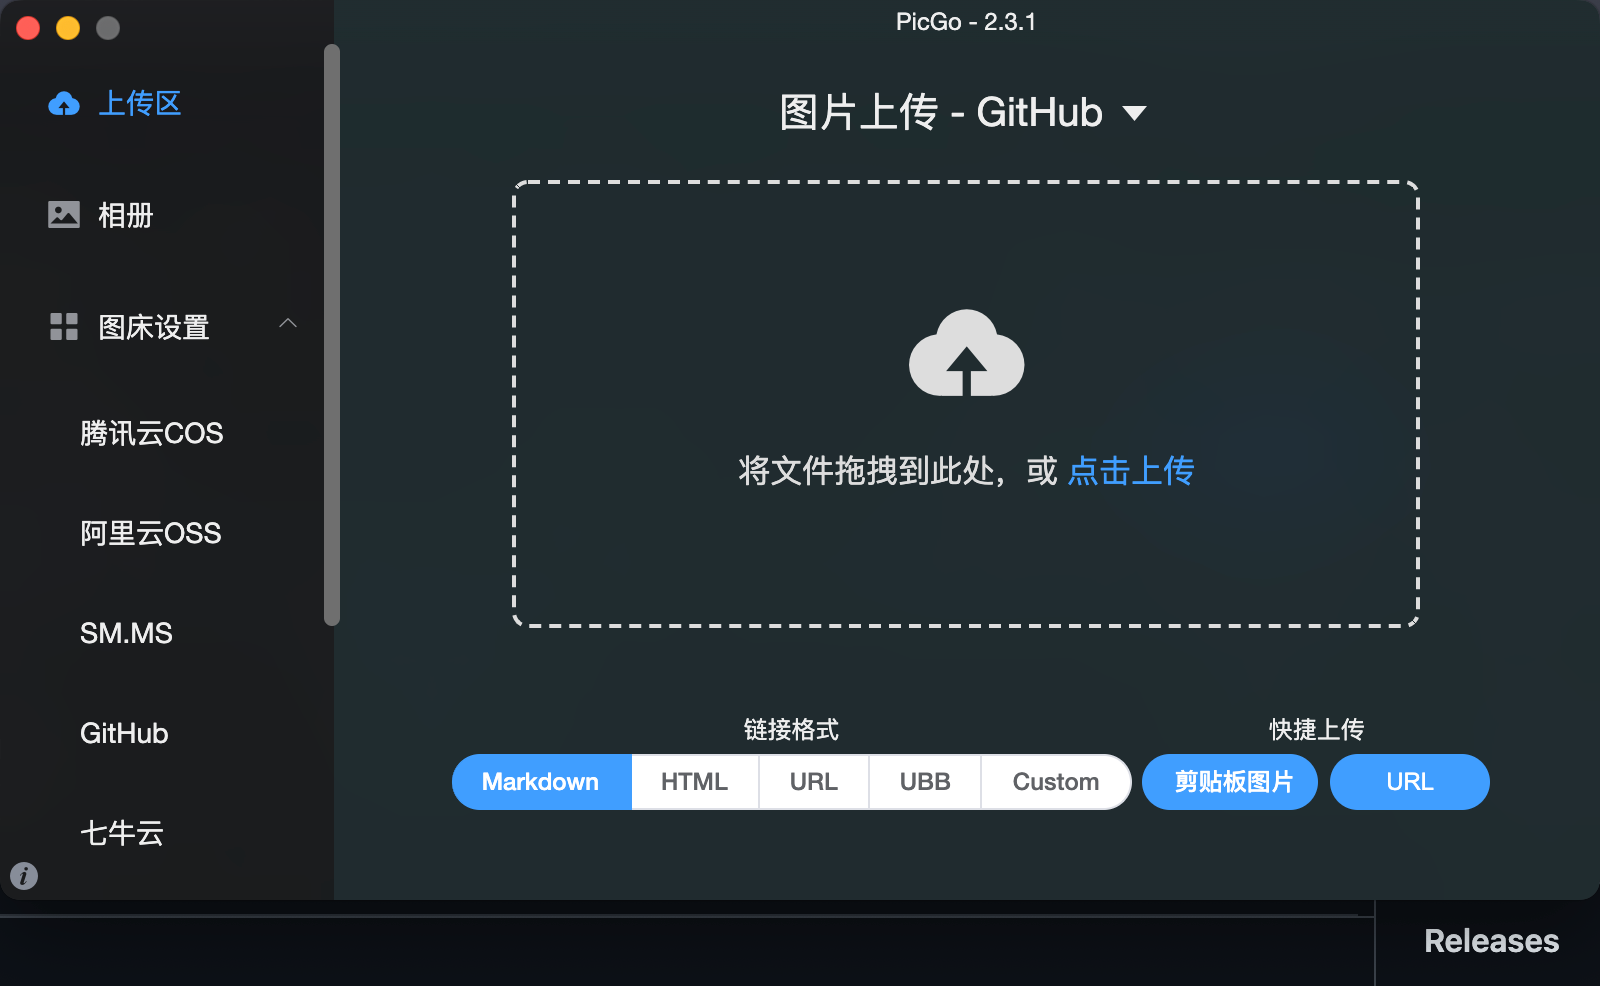 PicGo - 2.3.1
上传区
相册
图床设置
腾讯云COS
阿里云OSS
SM.MS
GitHub
七牛云
图片上传 - GitHub
将文件拖拽到此处，或 点击上传
链接格式
Markdown HTML URL UBB Custom
快捷上传
剪贴板图片 URL
Releases